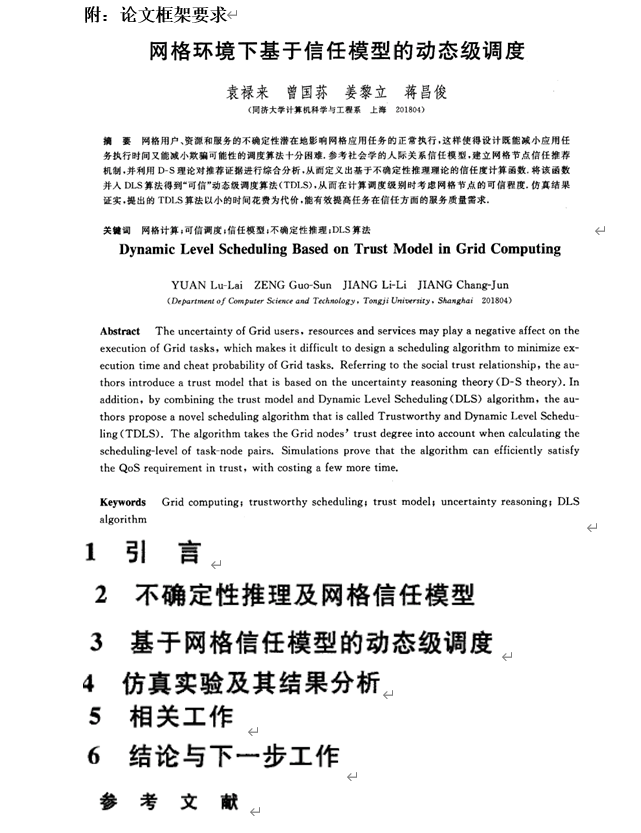 附：论文框架要求
网格环境下基于信任模型的动态级调度
袁禄来 曾国荪 姜黎立 蒋昌俊
(同济大学计算机科学与工程系 上海 201804)
摘 要 网格用户、资源和服务的不确定性潜在地影响网格应用任务的正常执行,这样使得设计既能减小应用任
务执行时间又能减小欺骗可能性的调度算法十分困难.参考社会学的人际关系信任模型,建立网格节点信任推荐
机制,并利用D-S理论对推荐证据进行综合分析,从而定义出基于不确定性推理理论的信任度计算函数.将该函数
并入DLS算法得到“可信”动态级调度算法(TDLS),从而在计算调度级别时考虑网格节点的可信程度.仿真结果
证实,提出的TDLS算法以小的时间花费为代价,能有效提高任务在信任方面的服务质量需求.
关键词 网格计算;可信调度;信任模型;不确定性推理;DLS算法
Dynamic Level Scheduling Based on Trust Model in Grid Computing
YUAN Lu-Lai ZENG Guo-Sun JIANG Li-Li JIANG Chang-Jun
(Department of Computer Science and Technology, Tongji University, Shanghai 201804)
Abstract The uncertainty of Grid users, resources and services may play a negative affect on the
execution of Grid tasks, which makes it difficult to design a scheduling algorithm to minimize ex-
ecution time and cheat probability of Grid tasks. Referring to the social trust relationship, the au-
thors introduce a trust model that is based on the uncertainty reasoning theory (D-S theory). In
addition, by combining the trust model and Dynamic Level Scheduling (DLS) algorithm, the au-
thors propose a novel scheduling algorithm that is called Trustworthy and Dynamic Level Schedu-
ling (TDLS). The algorithm takes the Grid nodes' trust degree into account when calculating the
scheduling-level of task-node pairs. Simulations prove that the algorithm can efficiently satisfy
the QoS requirement in trust, with costing a few more time.
Keywords Grid computing; trustworthy scheduling; trust model; uncertainty reasoning; DLS
algorithm
1 引 言
2 不确定性推理及网格信任模型
3 基于网格信任模型的动态级调度
4 仿真实验及其结果分析
5 相关工作
6 结论与下一步工作
参 考 文 献